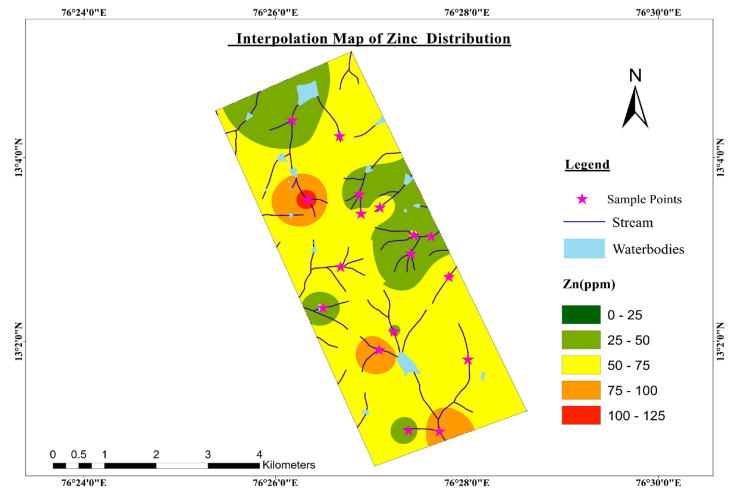 76°24'0"E 76°26'0"E 76°28'0"E 76°30'0"E
Interpolation Map of Zinc Distribution
N
13°4'0"N 13°4'0"N
Legend
Sample Points
Stream
Waterbodies
Zn(ppm)
0 - 25
25 - 50
50 - 75
75 - 100
100 - 125
13°2'0"N 13°2'0"N
0 0.5 1 2 3 4
Kilometers
76°24'0"E 76°26'0"E 76°28'0"E 76°30'0"E